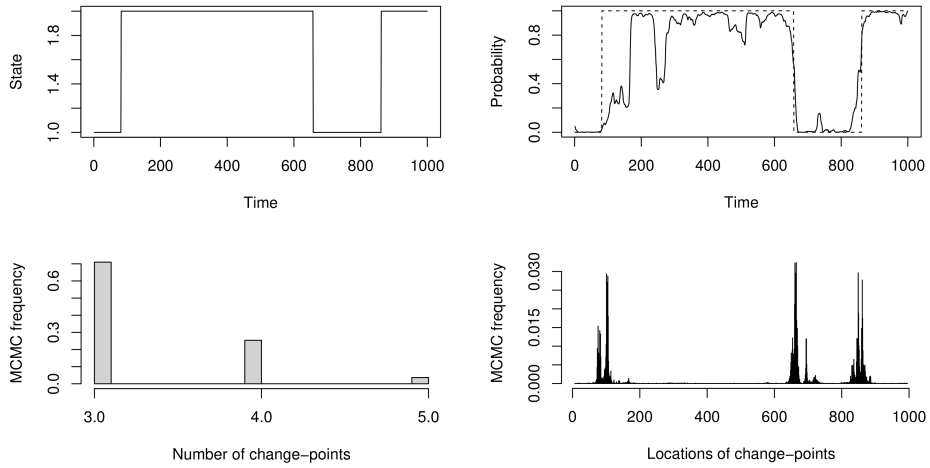 State
1.0 1.4 1.8
0 200 400 600 800 1000
Time
Probability
0.0 0.4 0.8
0 200 400 600 800 1000
Time
MCMC frequency
0.0 0.3 0.6
3.0 4.0 5.0
Number of change−points
MCMC frequency
0.000 0.015 0.030
0 200 400 600 800 1000
Locations of change−points